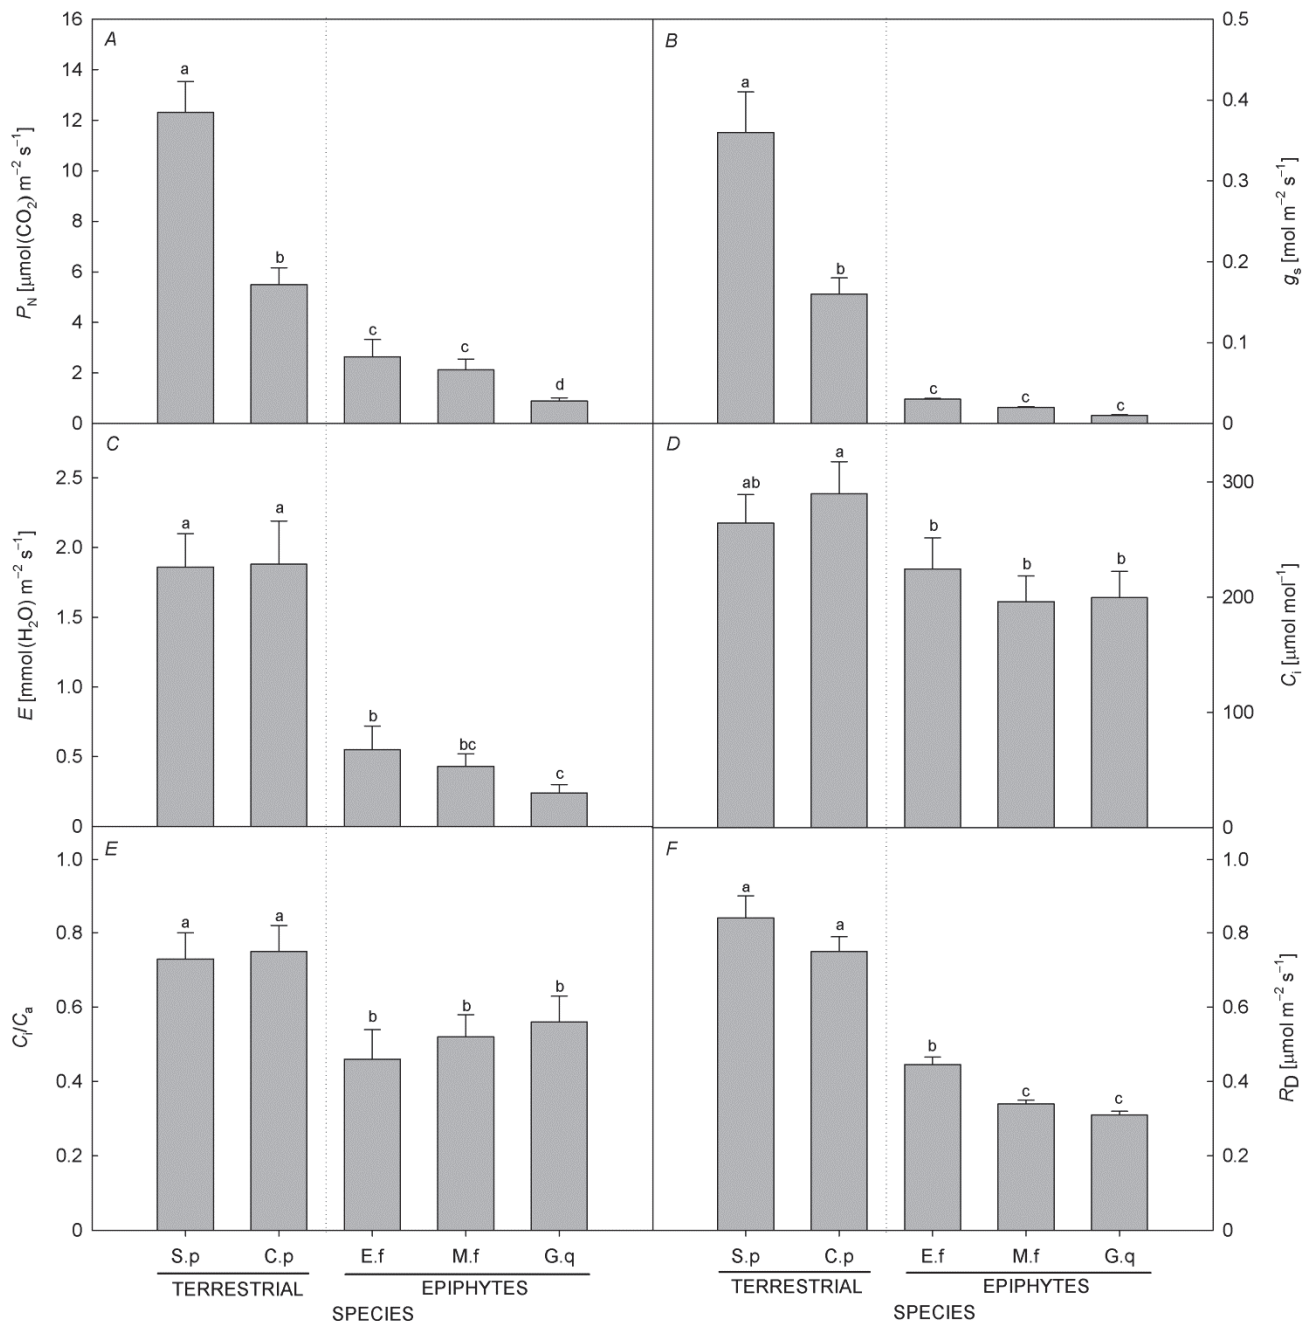 A
P_N [μmol(CO₂) m⁻² s⁻¹]
16
14
12
10
8
6
4
2
0
a
b
c
c
d
B
g_s [mol m⁻² s⁻¹]
0.5
0.4
0.3
0.2
0.1
0
a
b
c
c
c
C
E [mmol(H₂O) m⁻² s⁻¹]
2.5
2.0
1.5
1.0
0.5
0
a
a
b
bc
c
D
C_i [μmol mol⁻¹]
300
200
100
0
ab
a
b
b
b
E
C_i/C_a
1.0
0.8
0.6
0.4
0.2
0
a
a
b
b
b
F
R_D [μmol m⁻² s⁻¹]
1.0
0.8
0.6
0.4
0.2
0
a
a
b
c
c
S.p C.p E.f M.f G.q
TERRESTRIAL EPIPHYTES
SPECIES
S.p C.p E.f M.f G.q
TERRESTRIAL EPIPHYTES
SPECIES